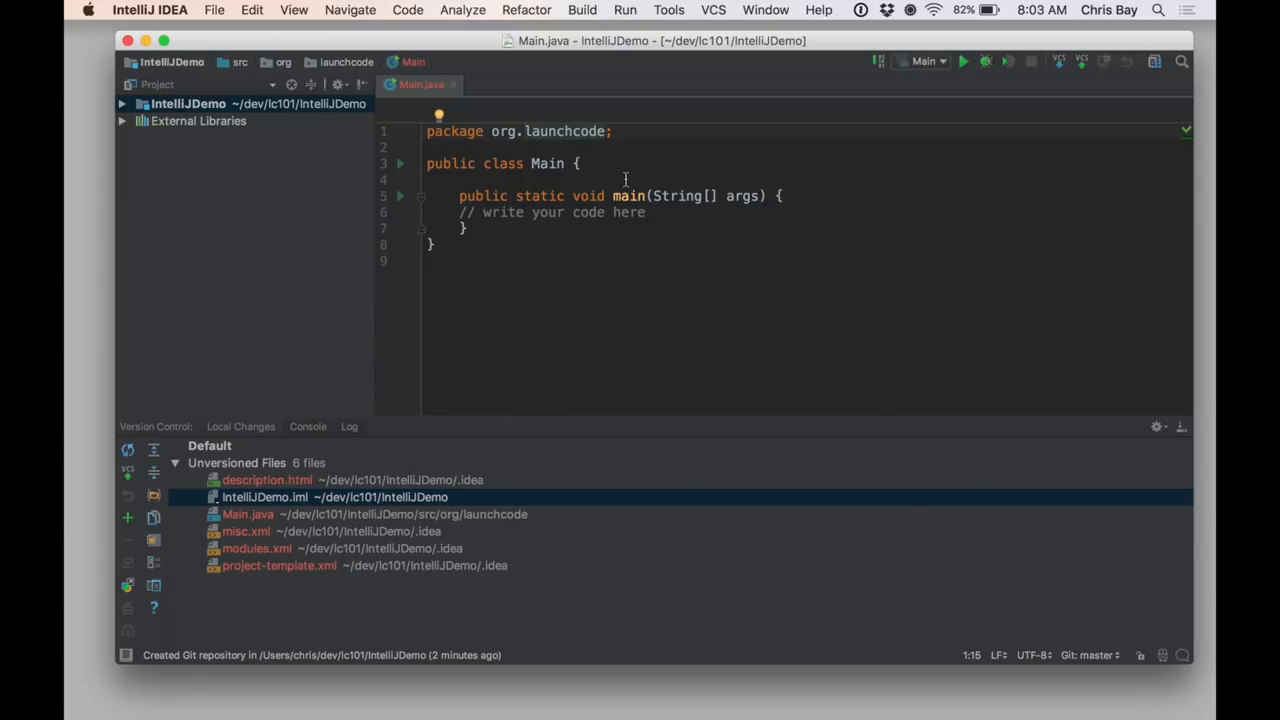 IntelliJ IDEA File Edit View Navigate Code Analyze Refactor Build Run Tools VCS Window Help 82% 8:03 AM Chris Bay
Main.java - IntelliJDemo - [~/dev/lc101/IntelliJDemo]
IntelliJDemo src org launchcode Main Main VCS VCS
Project Main.java
IntelliJDemo ~/dev/lc101/IntelliJDemo
External Libraries
1 package org.launchcode;
2
3 public class Main {
4
5 public static void main(String[] args) {
6 // write your code here
7 }
8 }
9
Version Control: Local Changes Console Log
Default
Unversioned Files 6 files
VCS
description.html ~/dev/lc101/IntelliJDemo/.idea
IntelliJDemo.iml ~/dev/lc101/IntelliJDemo
Main.java ~/dev/lc101/IntelliJDemo/src/org/launchcode
misc.xml ~/dev/lc101/IntelliJDemo/.idea
modules.xml ~/dev/lc101/IntelliJDemo/.idea
project-template.xml ~/dev/lc101/IntelliJDemo/.idea
Created Git repository in /Users/chris/dev/lc101/IntelliJDemo (2 minutes ago) 1:15 LF UTF-8 Git: master